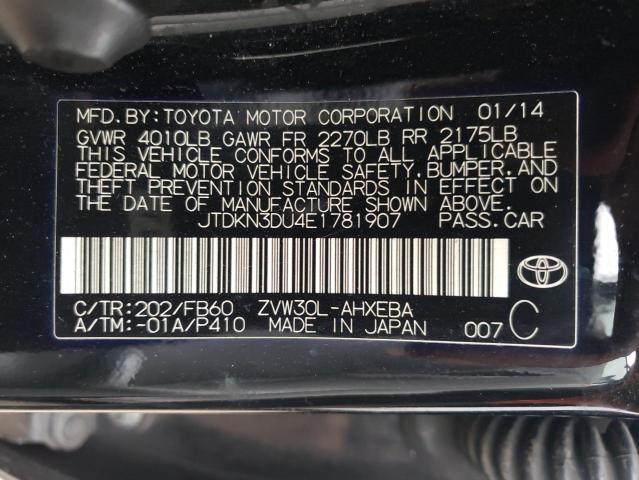 MFD.BY:TOYOTA MOTOR CORPORATION 01/14
GVWR 4010LB GAWR FR 2270LB RR 2175LB
THIS VEHICLE CONFORMS TO ALL APPLICABLE
FEDERAL MOTOR VEHICLE SAFETY.BUMPER.AND
THEFT PREVENTION STANDARDS IN EFFECT ON
THE DATE OF MANUFACTURE SHOWN ABOVE.
JTDKN3DU4E1781907 PASS.CAR
C/TR:202/FB60 ZVW30L-AHXEBA
A/TM:-01A/P410 MADE IN JAPAN 007 C